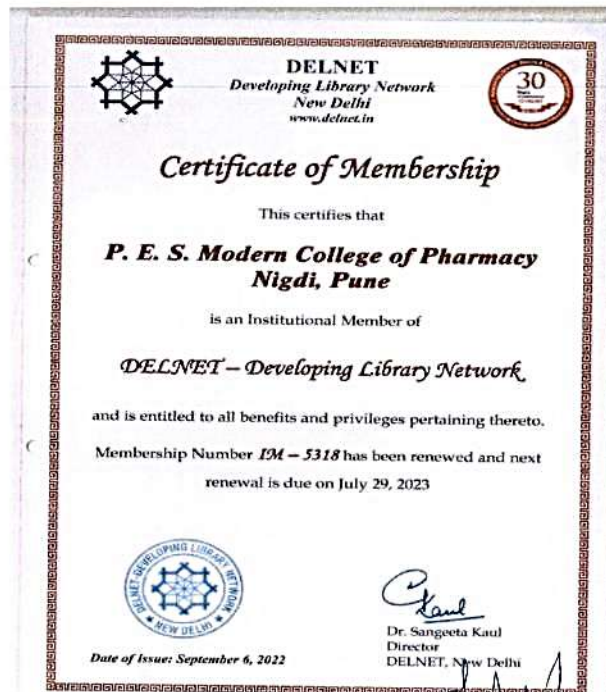 DELNET
Developing Library Network
New Delhi
www.delnet.in
30
Certificate of Membership
This certifies that
P. E. S. Modern College of Pharmacy
Nigdi, Pune
is an Institutional Member of
DELNET – Developing Library Network
and is entitled to all benefits and privileges pertaining thereto.
Membership Number IM – 5318 has been renewed and next
renewal is due on July 29, 2023
DELNET-DEVELOPING LIBRARY NETWORK
NEW DELHI
Kaul
Dr. Sangeeta Kaul
Director
DELNET, New Delhi
Date of Issue: September 6, 2022